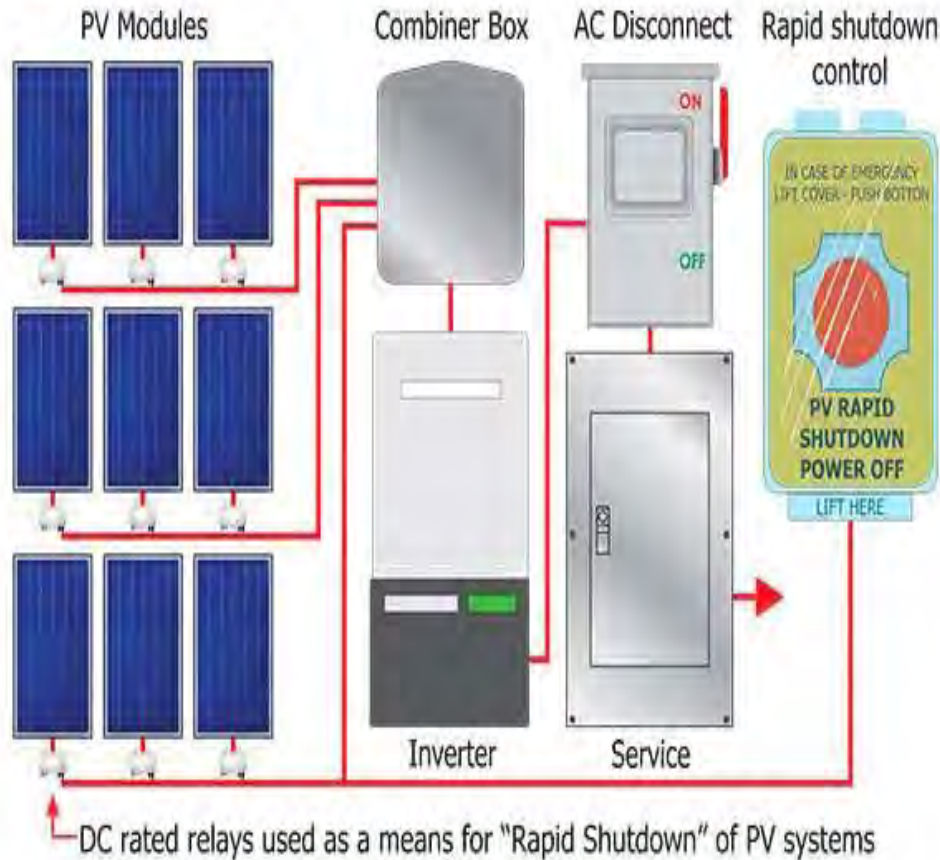 PV Modules
Combiner Box
AC Disconnect
Rapid shutdown
control
ON
OFF
IN CASE OF EMERGUNCY
LIFT COVER - PUSH BOTTON
PV RAPID
SHUTDOWN
POWER OFF
LIFT HERE
Inverter
Service
DC rated relays used as a means for “Rapid Shutdown” of PV systems